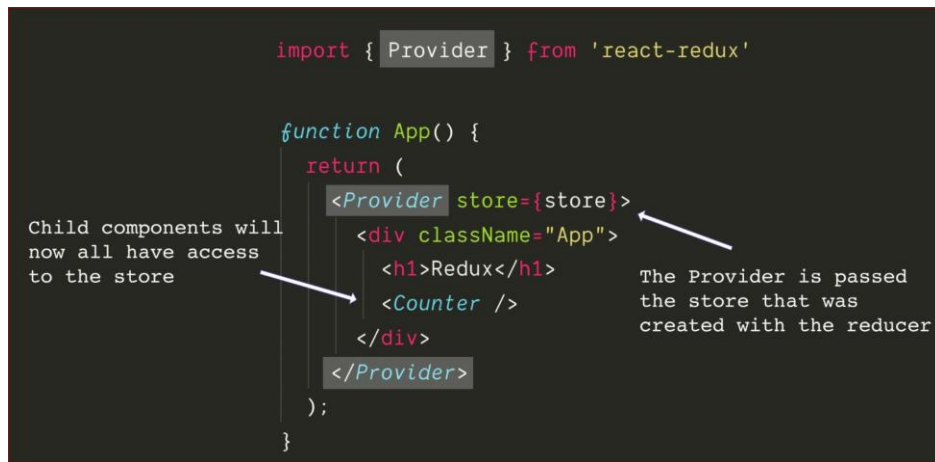 import { Provider } from 'react-redux'
function App() {
return (
<Provider store={store}>
<div className="App">
<h1>Redux</h1>
<Counter />
</div>
</Provider>
);
}
Child components will
now all have access
to the store
The Provider is passed
the store that was
created with the reducer